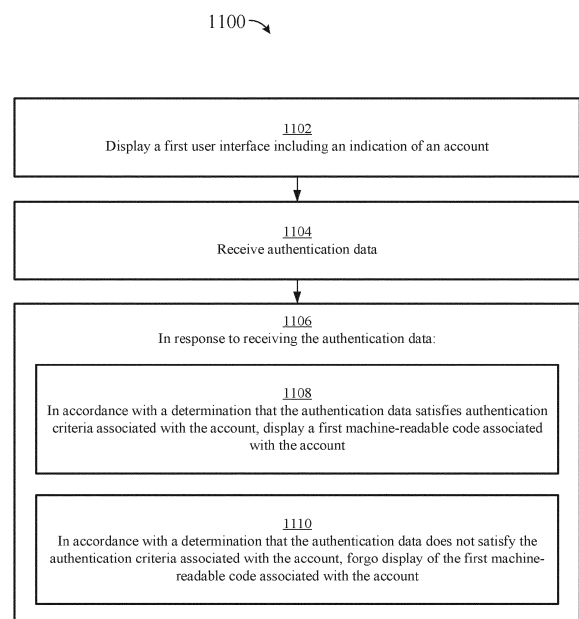 1100
1102
Display a first user interface including an indication of an account
1104
Receive authentication data
1106
In response to receiving the authentication data:
1108
In accordance with a determination that the authentication data satisfies authentication
criteria associated with the account, display a first machine-readable code associated
with the account
1110
In accordance with a determination that the authentication data does not satisfy the
authentication criteria associated with the account, forgo display of the first machine-
readable code associated with the account